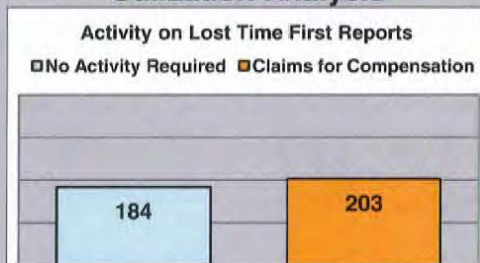 Activity on Lost Time First Reports
No Activity Required Claims for Compensation
184 203